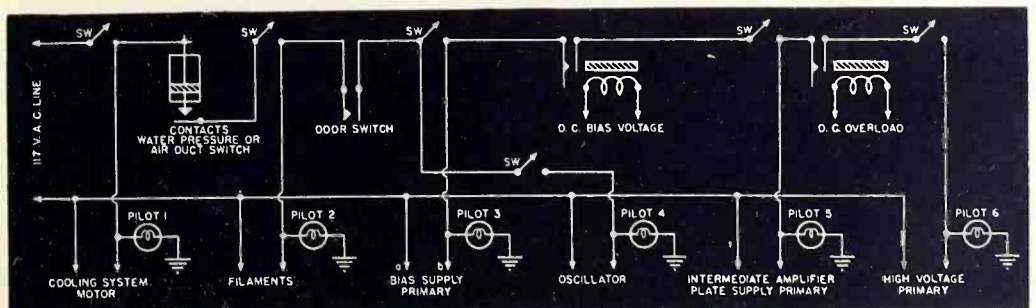 SW
SW
SW
SW
SW
117 V. A.C. LINE
CONTACTS
WATER PRESSURE OR
AIR DUCT SWITCH
DOOR SWITCH
D. C. BIAS VOLTAGE
D. C. OVERLOAD
SW
PILOT 1
PILOT 2
PILOT 3
PILOT 4
PILOT 5
PILOT 6
a
b
COOLING SYSTEM
MOTOR
FILAMENTS
BIAS SUPPLY
PRIMARY
OSCILLATOR
INTERMEDIATE AMPLIFIER
PLATE SUPPLY PRIMARY
HIGH VOLTAGE
PRIMARY